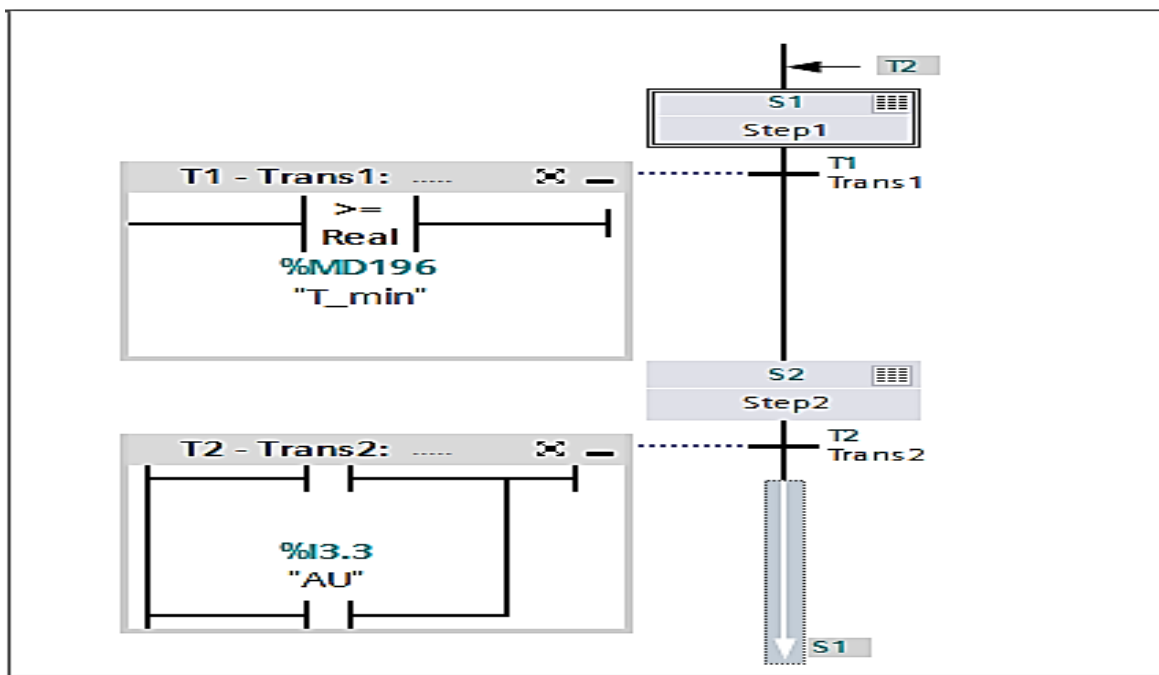 T2
S1
Step1
T1 - Trans1: .....
T1
Trans1
>=
Real
%MD196
"T_min"
S2
Step2
T2 - Trans2: .....
T2
Trans2
%I3.3
"AU"
S1